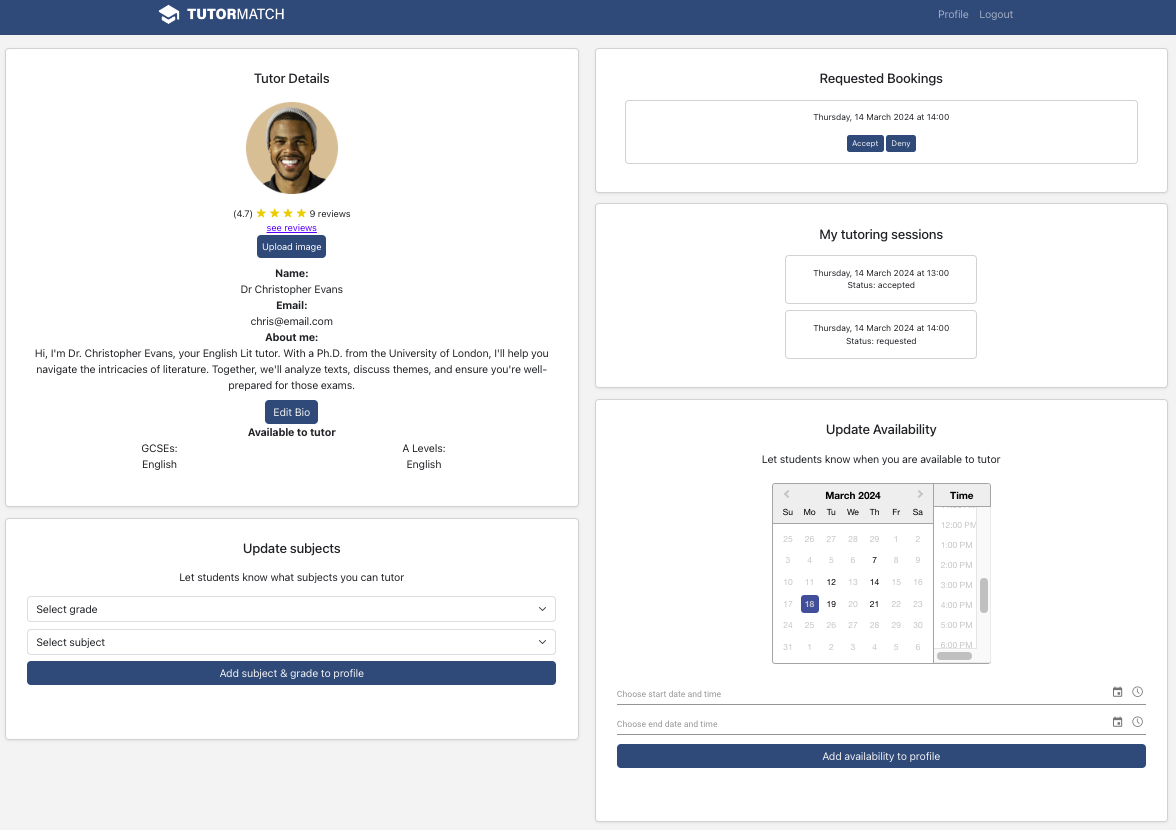 TUTORMATCH
Profile Logout
Tutor Details
(4.7) 9 reviews
see reviews
Upload image
Name:
Dr Christopher Evans
Email:
chris@email.com
About me:
Hi, I'm Dr. Christopher Evans, your English Lit tutor. With a Ph.D. from the University of London, I'll help you
navigate the intricacies of literature. Together, we'll analyze texts, discuss themes, and ensure you're well-
prepared for those exams.
Edit Bio
Available to tutor
GCSEs: A Levels:
English English
Update subjects
Let students know what subjects you can tutor
Select grade
Select subject
Add subject & grade to profile
Requested Bookings
Thursday, 14 March 2024 at 14:00
Accept Deny
My tutoring sessions
Thursday, 14 March 2024 at 13:00
Status: accepted
Thursday, 14 March 2024 at 14:00
Status: requested
Update Availability
Let students know when you are available to tutor
March 2024
Su Mo Tu We Th Fr Sa
25 26 27 28 29 1 2
3 4 5 6 7 8 9
10 11 12 13 14 15 16
17 18 19 20 21 22 23
24 25 26 27 28 29 30
31 1 2 3 4 5 6
Time
12:00 PM
1:00 PM
2:00 PM
3:00 PM
4:00 PM
5:00 PM
6:00 PM
Choose start date and time
Choose end date and time
Add availability to profile